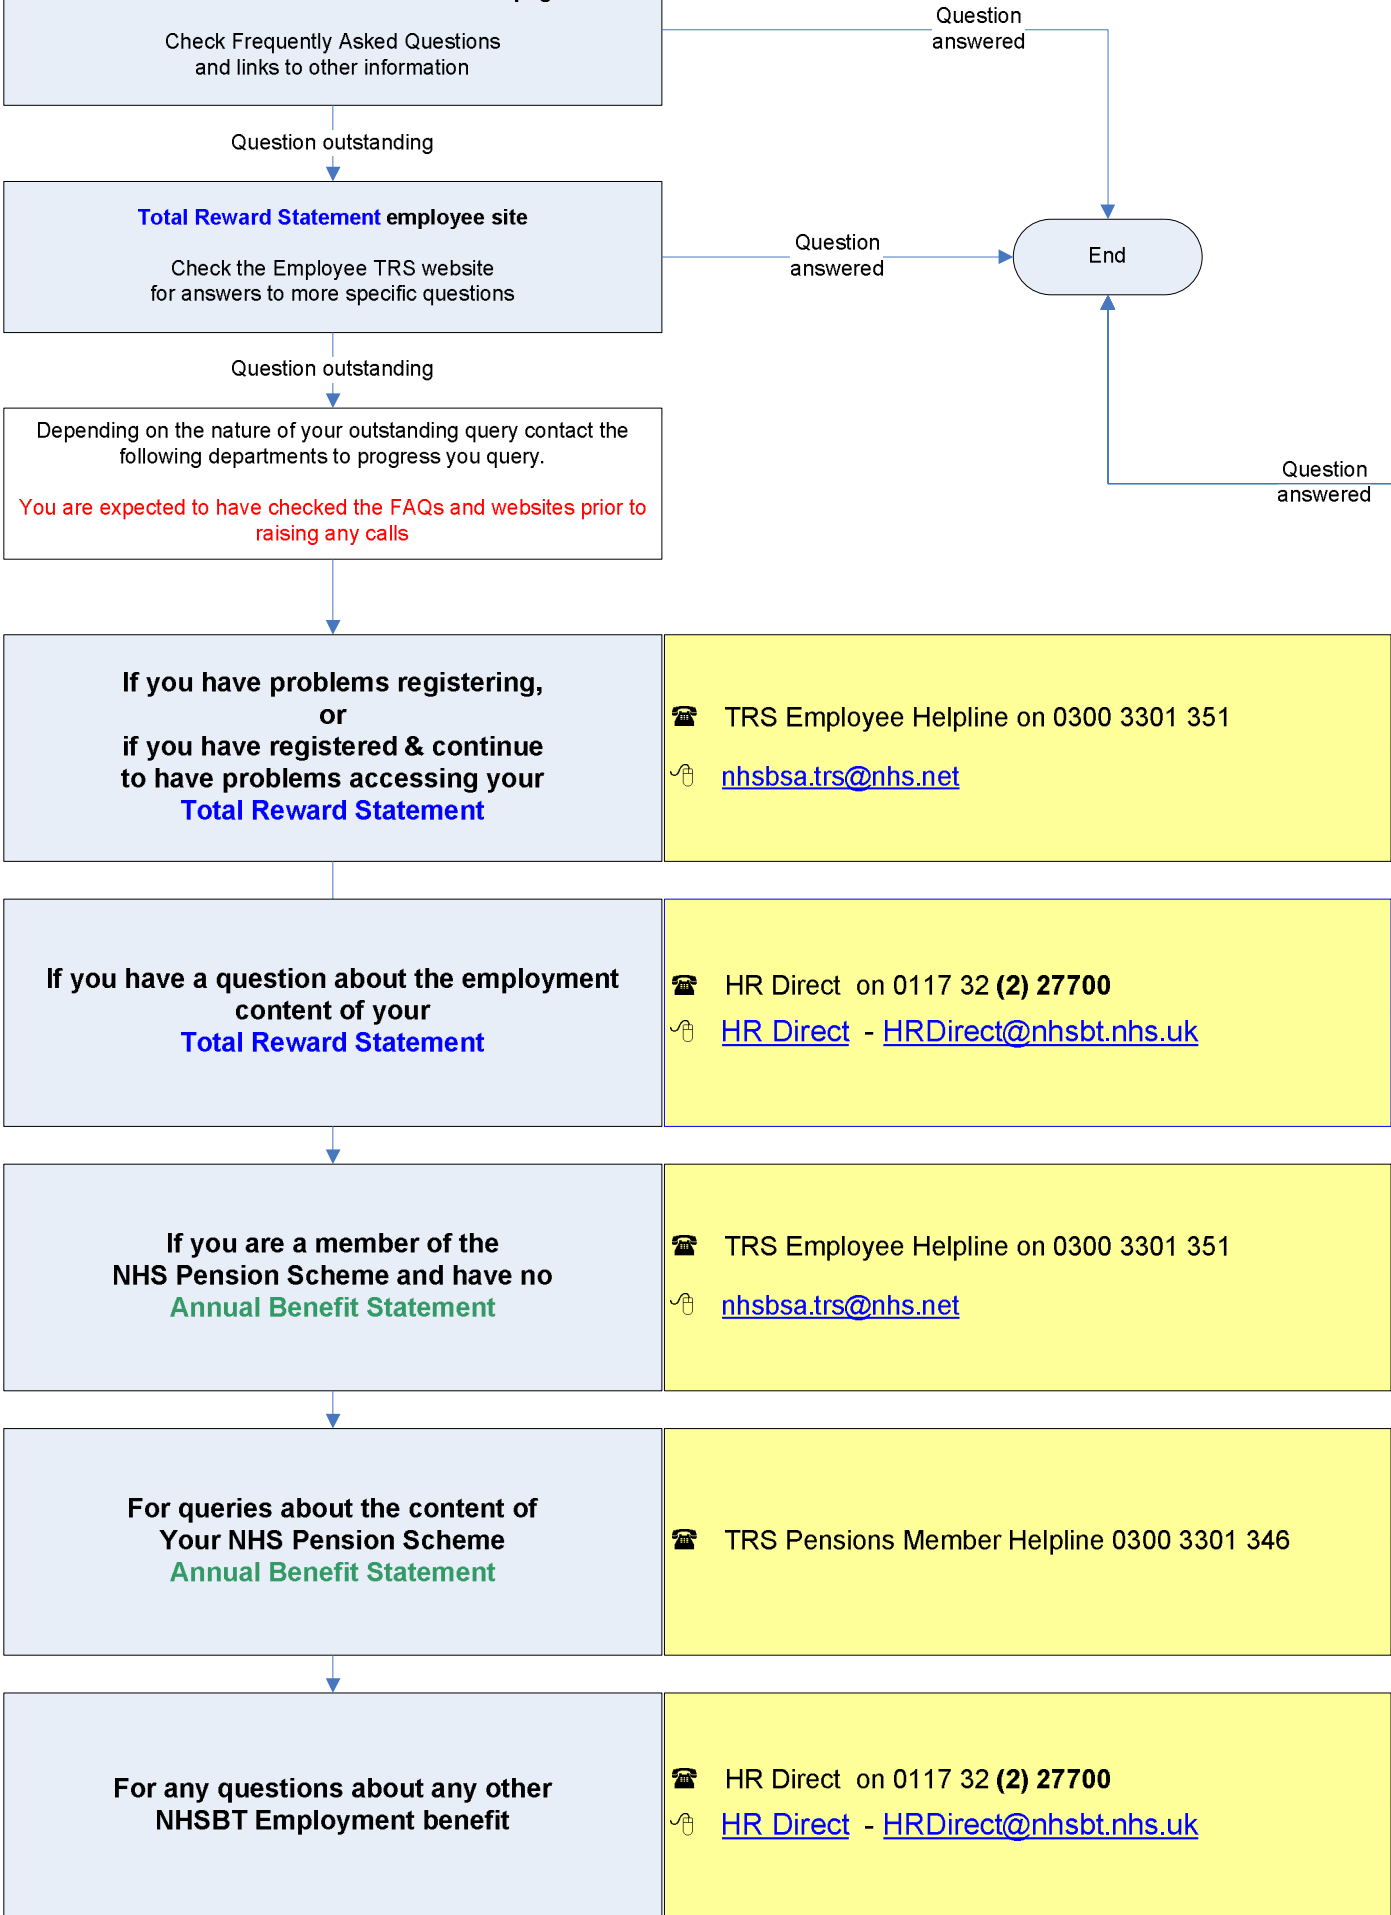 Check Frequently Asked Questions
and links to other information
Question
answered
Question outstanding
Total Reward Statement employee site
Check the Employee TRS website
for answers to more specific questions
Question
answered
End
Question outstanding
Depending on the nature of your outstanding query contact the
following departments to progress you query.
You are expected to have checked the FAQs and websites prior to
raising any calls
Question
answered
If you have problems registering,
or
if you have registered & continue
to have problems accessing your
Total Reward Statement
TRS Employee Helpline on 0300 3301 351
nhsbsa.trs@nhs.net
If you have a question about the employment
content of your
Total Reward Statement
HR Direct on 0117 32 (2) 27700
HR Direct - HRDirect@nhsbt.nhs.uk
If you are a member of the
NHS Pension Scheme and have no
Annual Benefit Statement
TRS Employee Helpline on 0300 3301 351
nhsbsa.trs@nhs.net
For queries about the content of
Your NHS Pension Scheme
Annual Benefit Statement
TRS Pensions Member Helpline 0300 3301 346
For any questions about any other
NHSBT Employment benefit
HR Direct on 0117 32 (2) 27700
HR Direct - HRDirect@nhsbt.nhs.uk